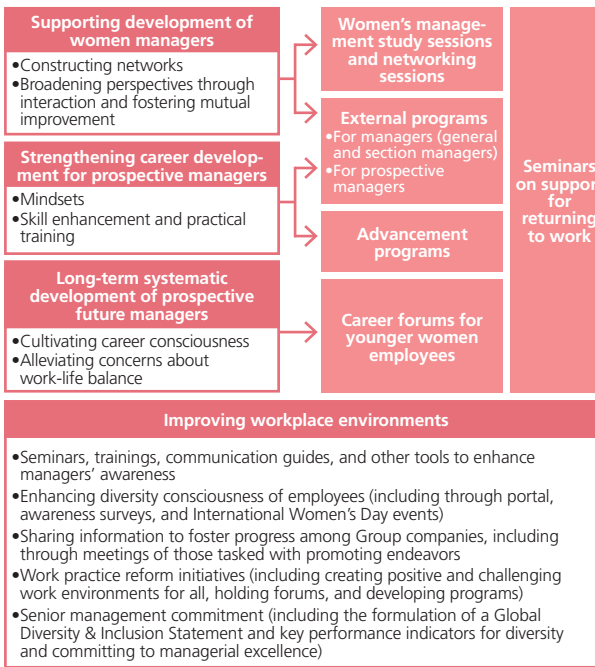 Supporting development of
women managers
•Constructing networks
•Broadening perspectives through
interaction and fostering mutual
improvement
Strengthening career develop-
ment for prospective managers
•Mindsets
•Skill enhancement and practical
training
Long-term systematic
development of prospective
future managers
•Cultivating career consciousness
•Alleviating concerns about
work-life balance
Women's manage-
ment study sessions
and networking
sessions
External programs
•For managers (general
and section managers)
•For prospective
managers
Advancement
programs
Career forums for
younger women
employees
Seminars
on support
for
returning
to work
Improving workplace environments
•Seminars, trainings, communication guides, and other tools to enhance
managers' awareness
•Enhancing diversity consciousness of employees (including through portal,
awareness surveys, and International Women's Day events)
•Sharing information to foster progress among Group companies, including
through meetings of those tasked with promoting endeavors
•Work practice reform initiatives (including creating positive and challenging
work environments for all, holding forums, and developing programs)
•Senior management commitment (including the formulation of a Global
Diversity & Inclusion Statement and key performance indicators for diversity
and committing to managerial excellence)